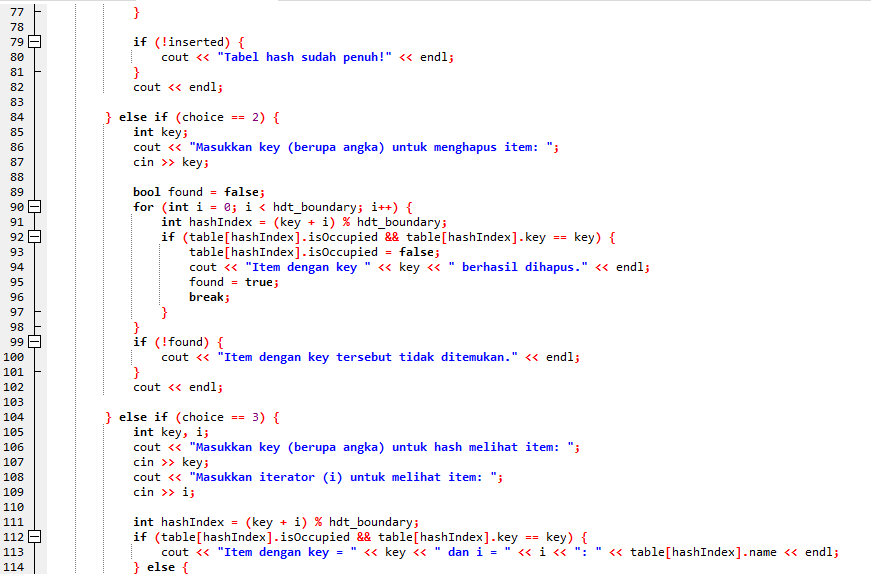 77 }
78
79 if (!inserted) {
80 cout << "Tabel hash sudah penuh!" << endl;
81 }
82 cout << endl;
83
84 } else if (choice == 2) {
85 int key;
86 cout << "Masukkan key (berupa angka) untuk menghapus item: ";
87 cin >> key;
88
89 bool found = false;
90 for (int i = 0; i < hdt_boundary; i++) {
91 int hashIndex = (key + i) % hdt_boundary;
92 if (table[hashIndex].isOccupied && table[hashIndex].key == key) {
93 table[hashIndex].isOccupied = false;
94 cout << "Item dengan key " << key << " berhasil dihapus." << endl;
95 found = true;
96 break;
97 }
98 }
99 if (!found) {
100 cout << "Item dengan key tersebut tidak ditemukan." << endl;
101 }
102 cout << endl;
103
104 } else if (choice == 3) {
105 int key, i;
106 cout << "Masukkan key (berupa angka) untuk hash melihat item: ";
107 cin >> key;
108 cout << "Masukkan iterator (i) untuk melihat item: ";
109 cin >> i;
110
111 int hashIndex = (key + i) % hdt_boundary;
112 if (table[hashIndex].isOccupied && table[hashIndex].key == key) {
113 cout << "Item dengan key = " << key << " dan i = " << i << ": " << table[hashIndex].name << endl;
114 } else {